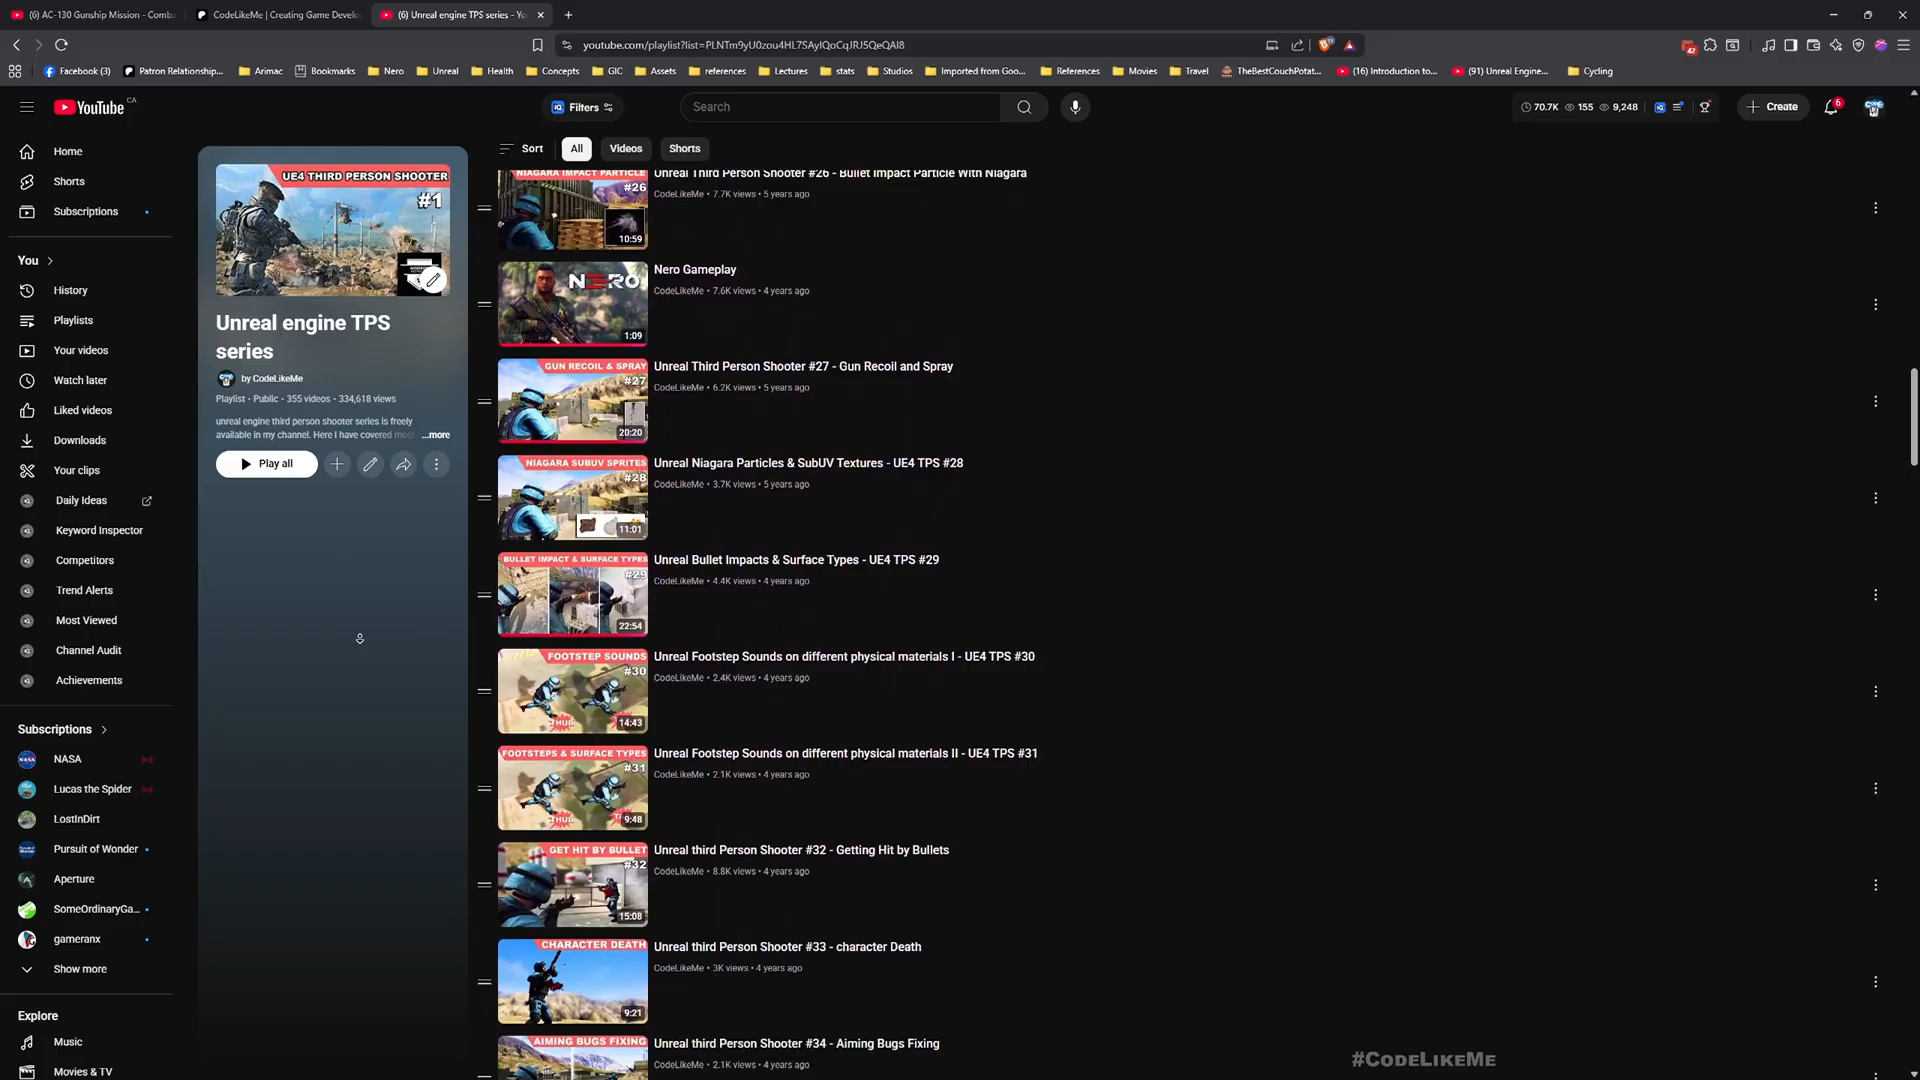 (6) AC-130 Gunship Mission - Comba
CodeLikeMe | Creating Game Develo
(6) Unreal engine TPS series - Yo
youtube.com/playlist?list=PLNTm9yU0zou4HL7SAyIQoCqJRJ5QeQAl8
Facebook (3)
Patron Relationship...
Arimac
Bookmarks
Nero
Unreal
Health
Concepts
GIC
Assets
references
Lectures
stats
Studios
Imported from Goo...
References
Movies
Travel
TheBestCouchPotat...
(16) Introduction to...
(91) Unreal Engine...
Cycling
YouTube CA
Filters
Search
70.7K 155 9,248
Create
6
Home
Shorts
Subscriptions
You
History
Playlists
Your videos
Watch later
Liked videos
Downloads
Your clips
Daily Ideas
Keyword Inspector
Competitors
Trend Alerts
Most Viewed
Channel Audit
Achievements
Subscriptions
NASA
Lucas the Spider
LostInDirt
Pursuit of Wonder
Aperture
SomeOrdinaryGa...
gameranx
Show more
Explore
Music
Movies & TV
UE4 THIRD PERSON SHOOTER
#1
Unreal engine TPS
series
by CodeLikeMe
Playlist • Public • 355 videos • 334,618 views
unreal engine third person shooter series is freely
available in my channel. Here I have covered most ...more
Play all
Sort
All
Videos
Shorts
NIAGARA IMPACT PARTICLE
#26
10:59
Unreal Third Person Shooter #26 - Bullet Impact Particle With Niagara
CodeLikeMe • 7.7K views • 5 years ago
NERO
1:09
Nero Gameplay
CodeLikeMe • 7.6K views • 4 years ago
GUN RECOIL & SPRAY
#27
20:20
Unreal Third Person Shooter #27 - Gun Recoil and Spray
CodeLikeMe • 6.2K views • 5 years ago
NIAGARA SUBUV SPRITES
#28
11:01
Unreal Niagara Particles & SubUV Textures - UE4 TPS #28
CodeLikeMe • 3.7K views • 5 years ago
BULLET IMPACT & SURFACE TYPES
#29
22:54
Unreal Bullet Impacts & Surface Types - UE4 TPS #29
CodeLikeMe • 4.4K views • 4 years ago
FOOTSTEP SOUNDS
#30
THUD
14:43
Unreal Footstep Sounds on different physical materials I - UE4 TPS #30
CodeLikeMe • 2.4K views • 4 years ago
FOOTSTEPS & SURFACE TYPES
#31
THUD
9:48
Unreal Footstep Sounds on different physical materials II - UE4 TPS #31
CodeLikeMe • 2.1K views • 4 years ago
GET HIT BY BULLET
#32
15:08
Unreal third Person Shooter #32 - Getting Hit by Bullets
CodeLikeMe • 8.8K views • 4 years ago
CHARACTER DEATH
#33
9:21
Unreal third Person Shooter #33 - character Death
CodeLikeMe • 3K views • 4 years ago
AIMING BUGS FIXING
Unreal third Person Shooter #34 - Aiming Bugs Fixing
CodeLikeMe • 2.1K views • 4 years ago
#CodeLikeMe